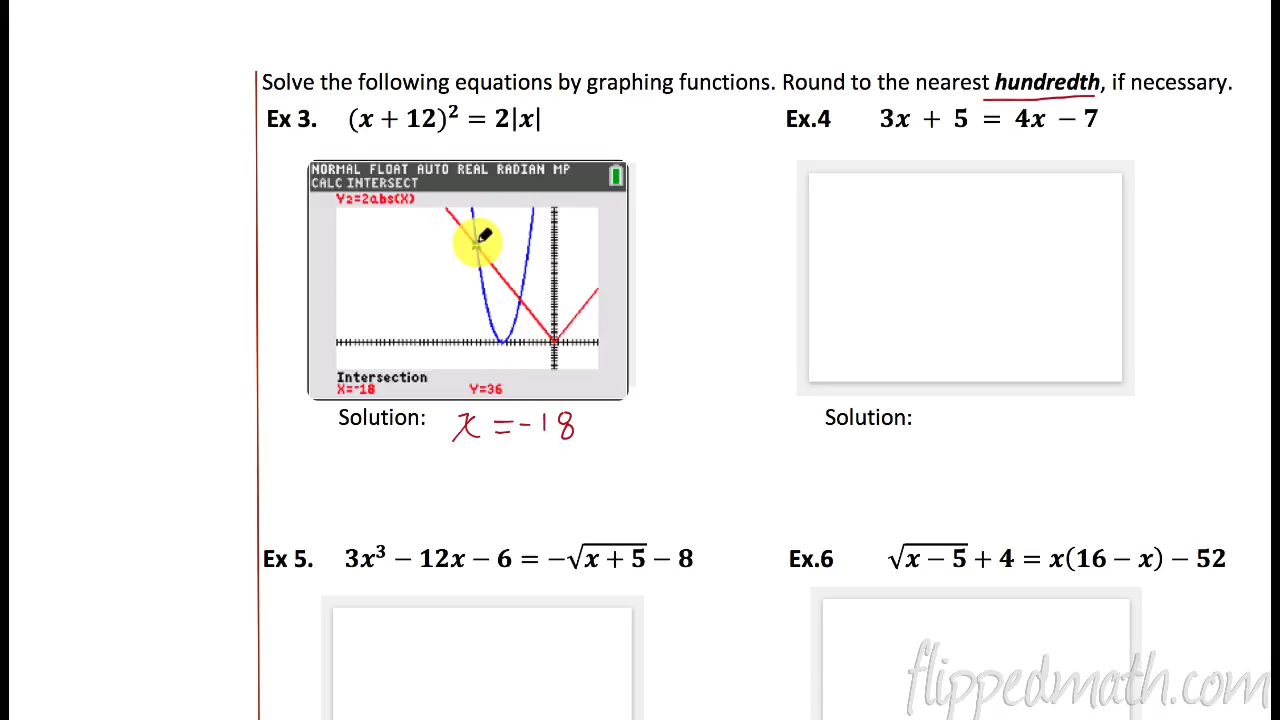 Solve the following equations by graphing functions. Round to the nearest hundredth, if necessary.
Ex 3. (x + 12)² = 2|x|
Ex.4 3x + 5 = 4x − 7
NORMAL FLOAT AUTO REAL RADIAN MP
CALC INTERSECT
Y₂=2abs(X)
Intersection
X=-18 Y=36
Solution: x = -18
Solution:
Ex 5. 3x³ − 12x − 6 = −√(x + 5) − 8
Ex.6 √(x − 5) + 4 = x(16 − x) − 52
flippedmath.com